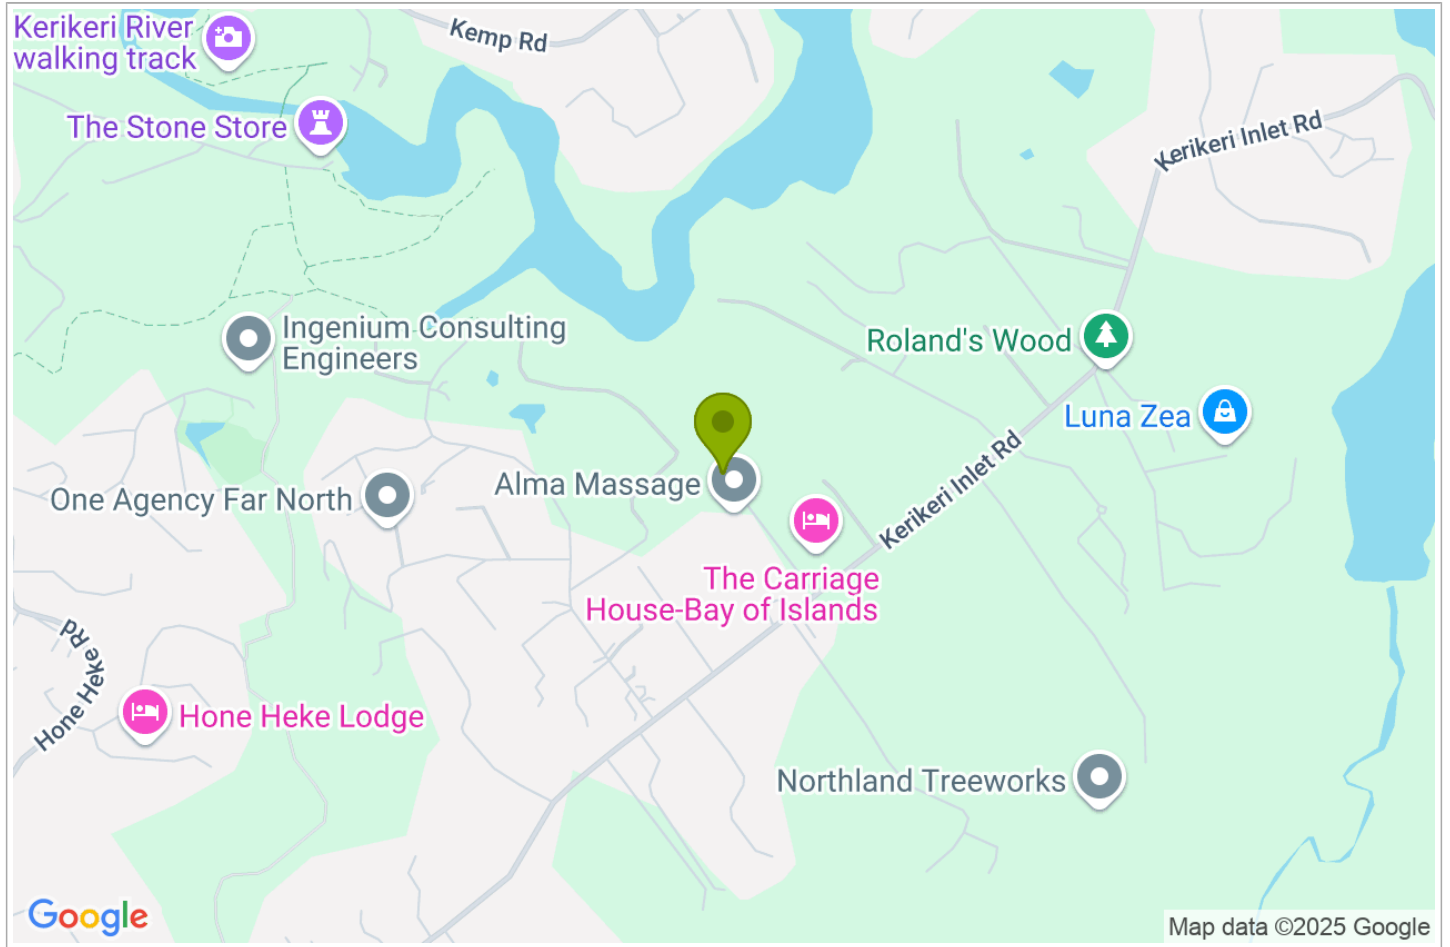 Kerikeri River
walking track
Kemp Rd
The Stone Store
Kerikeri Inlet Rd
Ingenium Consulting
Engineers
Roland's Wood
Luna Zea
Alma Massage
One Agency Far North
Kerikeri Inlet Rd
The Carriage
House-Bay of Islands
Hone Heke Rd
Hone Heke Lodge
Northland Treeworks
Google
Map data ©2025 Google